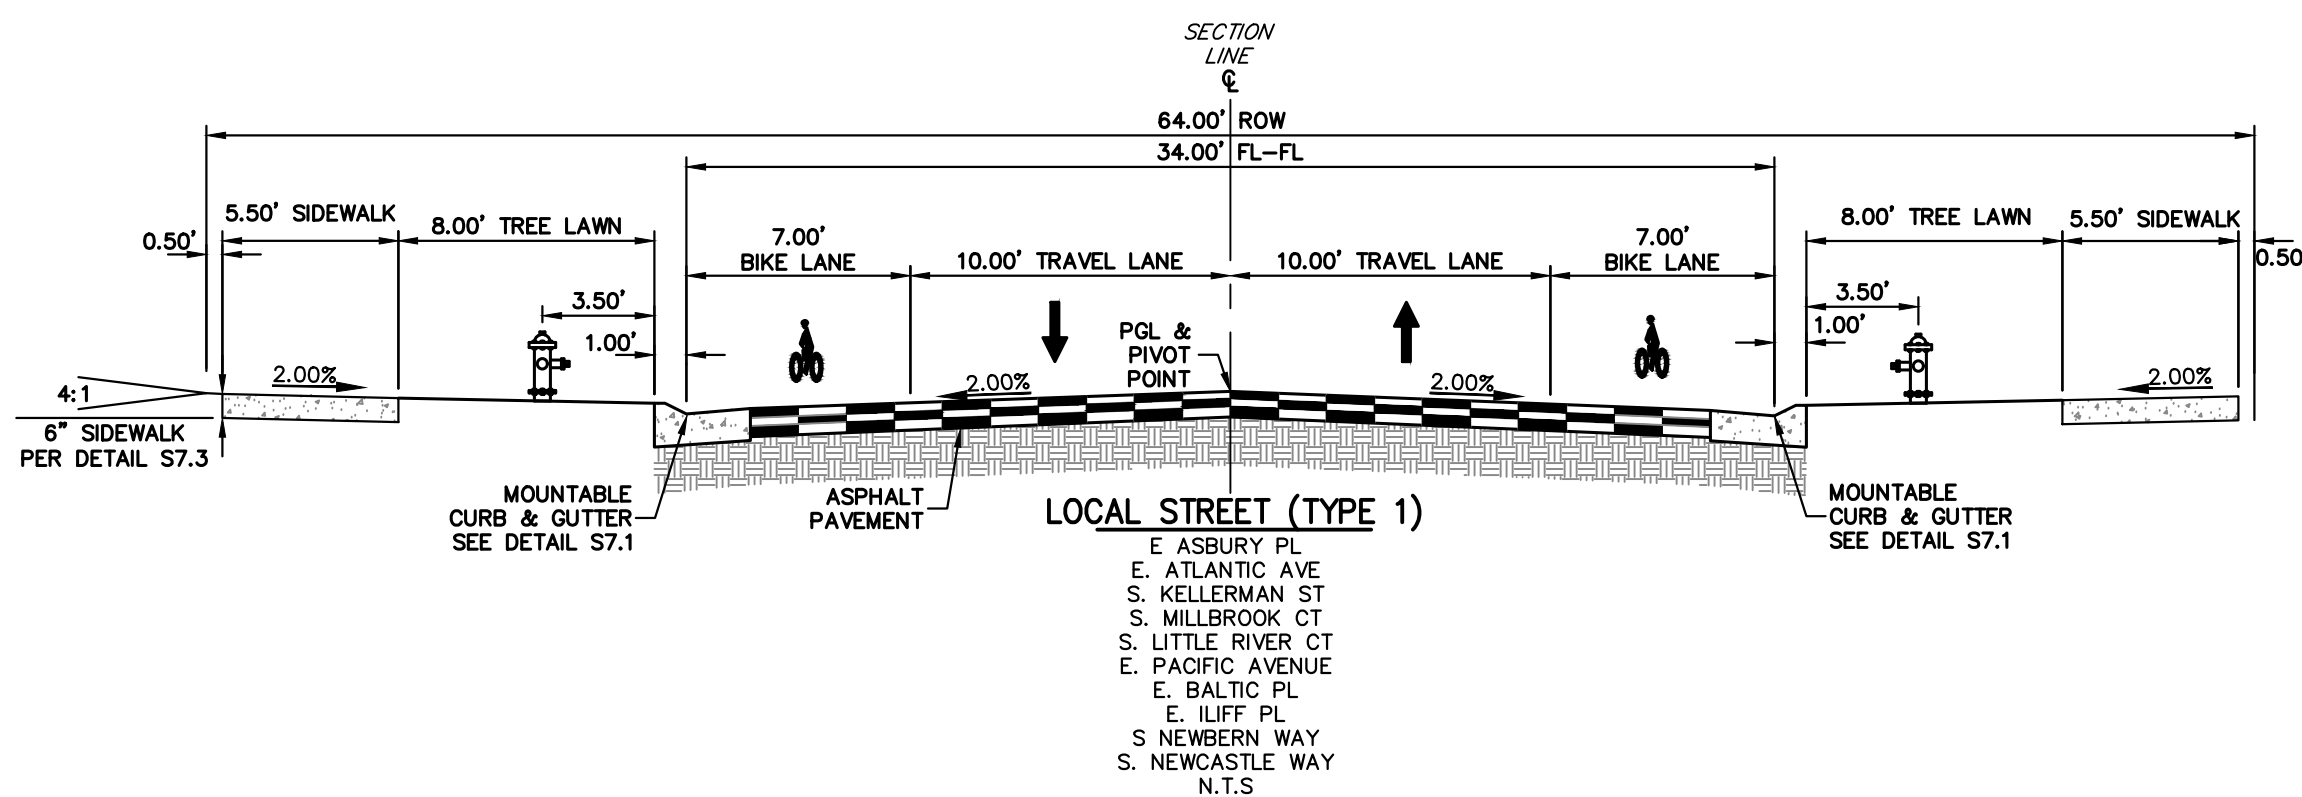 SECTION
LINE
℄
64.00' ROW
34.00' FL-FL
5.50' SIDEWALK
8.00' TREE LAWN
8.00' TREE LAWN
5.50' SIDEWALK
0.50'
7.00'
BIKE LANE
10.00' TRAVEL LANE
10.00' TRAVEL LANE
7.00'
BIKE LANE
0.50
3.50'
3.50'
1.00'
1.00'
PGL &
PIVOT
POINT
2.00%
2.00%
2.00%
2.00%
4:1
6" SIDEWALK
PER DETAIL S7.3
MOUNTABLE
CURB & GUTTER
SEE DETAIL S7.1
ASPHALT
PAVEMENT
MOUNTABLE
CURB & GUTTER
SEE DETAIL S7.1
LOCAL STREET (TYPE 1)
E ASBURY PL
E. ATLANTIC AVE
S. KELLERMAN ST
S. MILLBROOK CT
S. LITTLE RIVER CT
E. PACIFIC AVENUE
E. BALTIC PL
E. ILIFF PL
S NEWBERN WAY
S. NEWCASTLE WAY
N.T.S